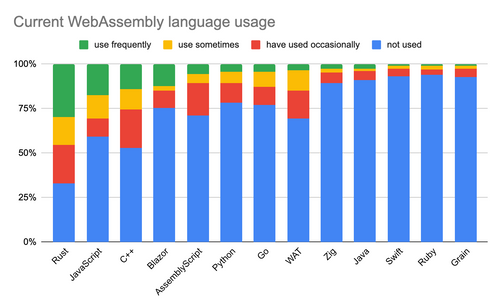 Current WebAssembly language usage
use frequently use sometimes have used occasionally not used
100%
75%
50%
25%
0%
Rust JavaScript C++ Blazor AssemblyScript Python Go WAT Zig Java Swift Ruby Grain